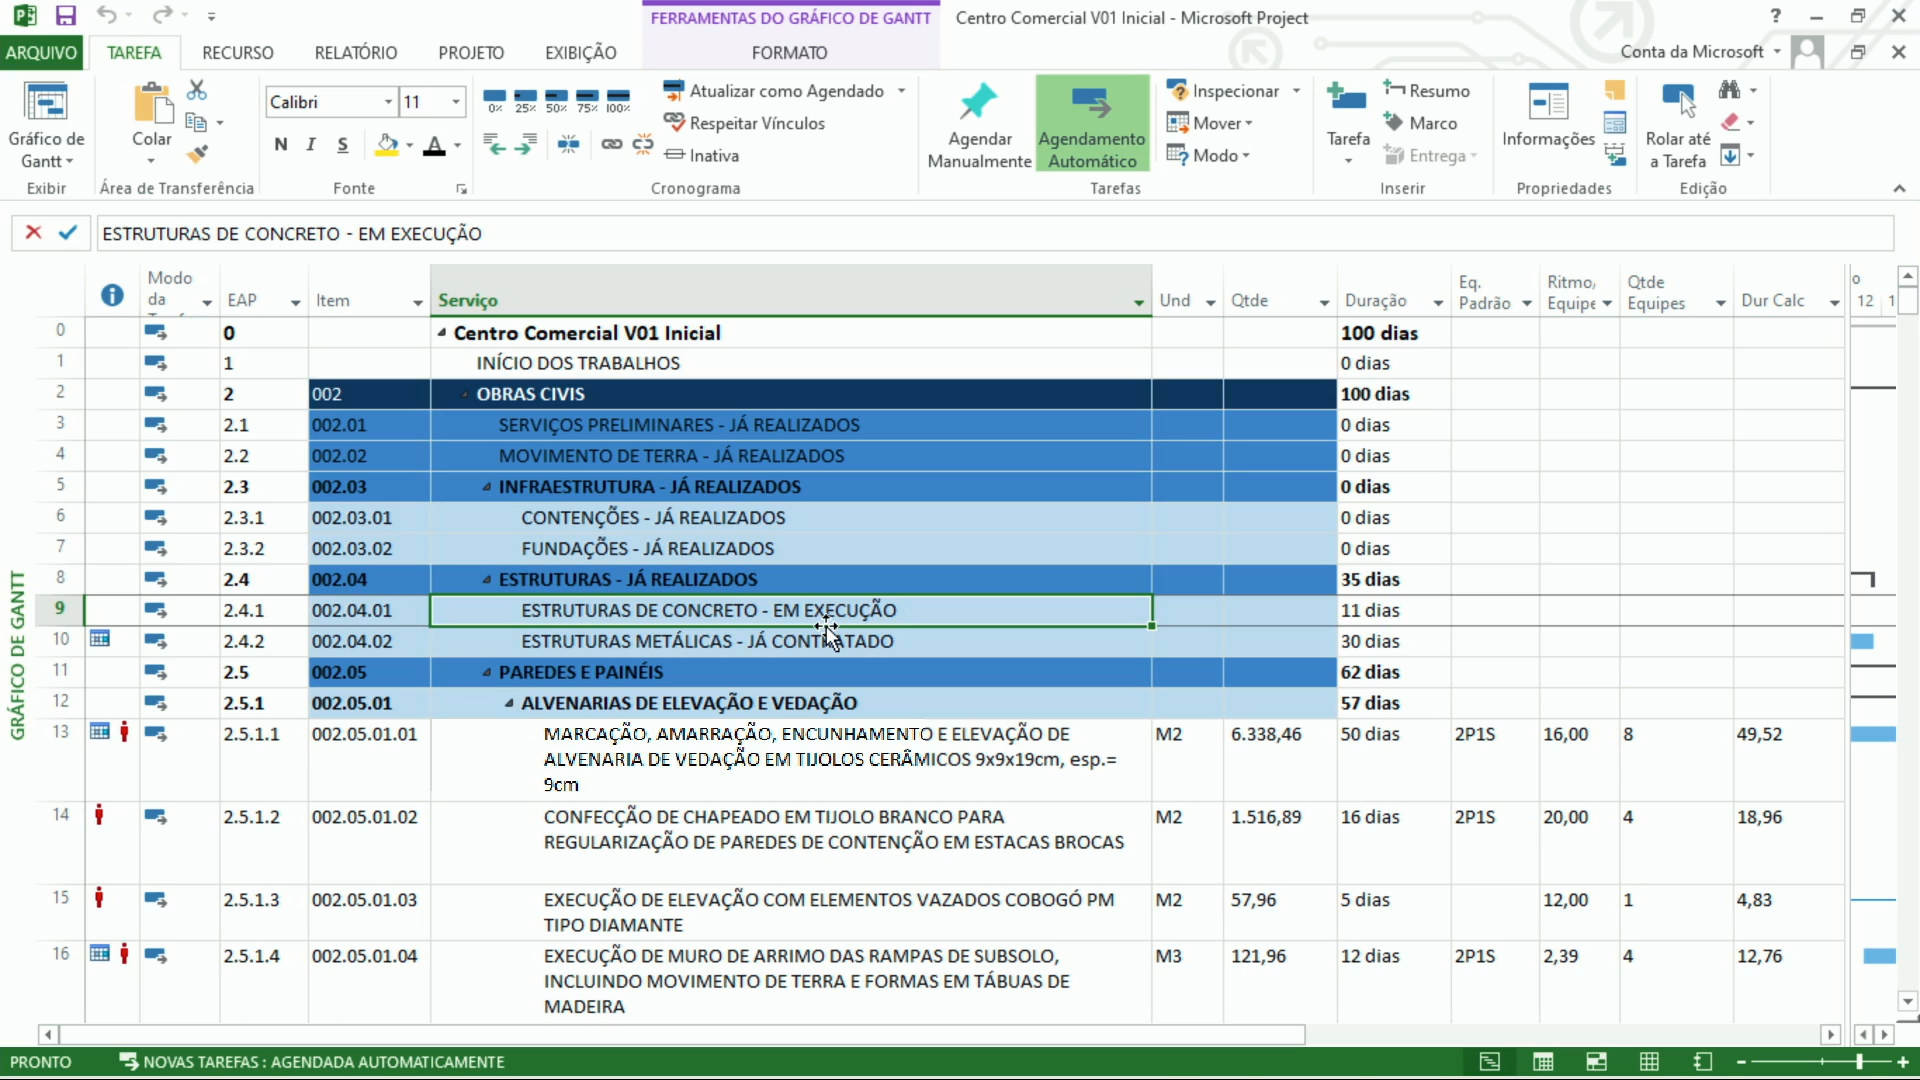 FERRAMENTAS DO GRÁFICO DE GANTT
Centro Comercial V01 Inicial - Microsoft Project
?
ARQUIVO TAREFA RECURSO RELATÓRIO PROJETO EXIBIÇÃO FORMATO
Conta da Microsoft
Gráfico de Gantt
Exibir
Colar
Área de Transferência
Calibri 11
N I S A
Fonte
0% 25% 50% 75% 100%
Atualizar como Agendado
Respeitar Vínculos
Inativa
Cronograma
Agendar Manualmente
Agendamento Automático
Inspecionar
Mover
Modo
Tarefas
Tarefa
Resumo
Marco
Entrega
Inserir
Informações
Propriedades
Rolar até a Tarefa
Edição
ESTRUTURAS DE CONCRETO - EM EXECUÇÃO
Modo da EAP Item Serviço Und Qtde Duração Eq. Padrão Ritmo/ Equipe Qtde Equipes Dur Calc 12 1
0 0 Centro Comercial V01 Inicial 100 dias
1 1 INÍCIO DOS TRABALHOS 0 dias
2 2 002 OBRAS CIVIS 100 dias
3 2.1 002.01 SERVIÇOS PRELIMINARES - JÁ REALIZADOS 0 dias
4 2.2 002.02 MOVIMENTO DE TERRA - JÁ REALIZADOS 0 dias
5 2.3 002.03 INFRAESTRUTURA - JÁ REALIZADOS 0 dias
6 2.3.1 002.03.01 CONTENÇÕES - JÁ REALIZADOS 0 dias
7 2.3.2 002.03.02 FUNDAÇÕES - JÁ REALIZADOS 0 dias
8 2.4 002.04 ESTRUTURAS - JÁ REALIZADOS 35 dias
9 2.4.1 002.04.01 ESTRUTURAS DE CONCRETO - EM EXECUÇÃO 11 dias
10 2.4.2 002.04.02 ESTRUTURAS METÁLICAS - JÁ CONTRATADO 30 dias
11 2.5 002.05 PAREDES E PAINÉIS 62 dias
12 2.5.1 002.05.01 ALVENARIAS DE ELEVAÇÃO E VEDAÇÃO 57 dias
13 2.5.1.1 002.05.01.01 MARCAÇÃO, AMARRAÇÃO, ENCUNHAMENTO E ELEVAÇÃO DE M2 6.338,46 50 dias 2P1S 16,00 8 49,52
ALVENARIA DE VEDAÇÃO EM TIJOLOS CERÂMICOS 9x9x19cm, esp.=
9cm
14 2.5.1.2 002.05.01.02 CONFECÇÃO DE CHAPEADO EM TIJOLO BRANCO PARA M2 1.516,89 16 dias 2P1S 20,00 4 18,96
REGULARIZAÇÃO DE PAREDES DE CONTENÇÃO EM ESTACAS BROCAS
15 2.5.1.3 002.05.01.03 EXECUÇÃO DE ELEVAÇÃO COM ELEMENTOS VAZADOS COBOGÓ PM M2 57,96 5 dias 12,00 1 4,83
TIPO DIAMANTE
16 2.5.1.4 002.05.01.04 EXECUÇÃO DE MURO DE ARRIMO DAS RAMPAS DE SUBSOLO, M3 121,96 12 dias 2P1S 2,39 4 12,76
INCLUINDO MOVIMENTO DE TERRA E FORMAS EM TÁBUAS DE
MADEIRA
GRÁFICO DE GANTT
PRONTO NOVAS TAREFAS : AGENDADA AUTOMATICAMENTE